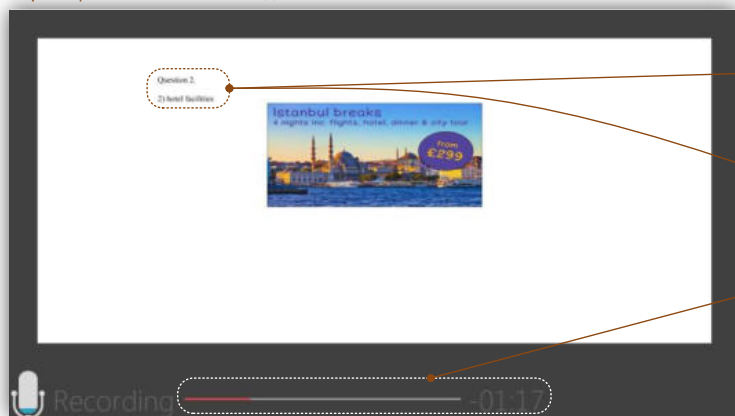 Question 2.
2) hotel facilities
Istanbul breaks
4 nights inc. flights, hotel, dinner & city tour
from
£299
Recording
-01:17